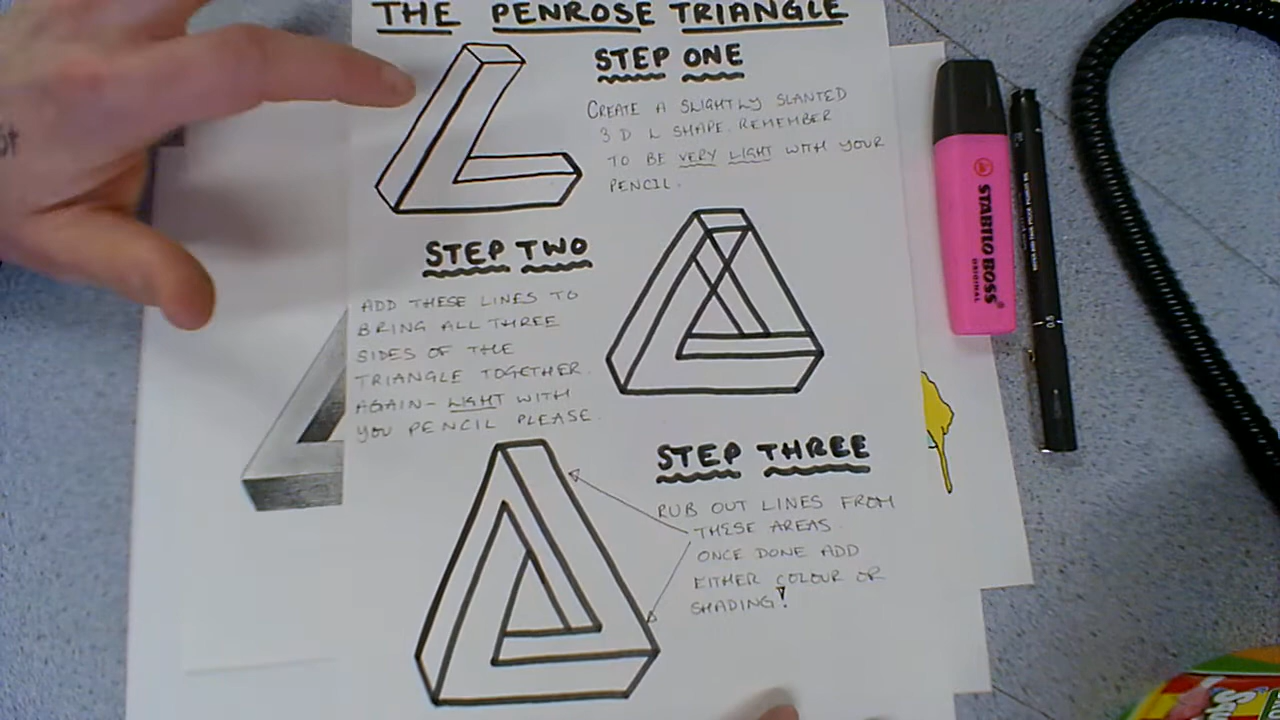 THE PENROSE TRIANGLE
STEP ONE
CREATE A SLIGHTLY SLANTED
3 D L SHAPE. REMEMBER
TO BE VERY LIGHT WITH YOUR
PENCIL.
STEP TWO
ADD THESE LINES TO
BRING ALL THREE
SIDES OF THE
TRIANGLE TOGETHER.
AGAIN- LIGHT WITH
YOU PENCIL PLEASE.
STEP THREE
RUB OUT LINES FROM
THESE AREAS.
ONCE DONE ADD
EITHER COLOUR OR
SHADING!
STABILO BOSS
ORIGINAL